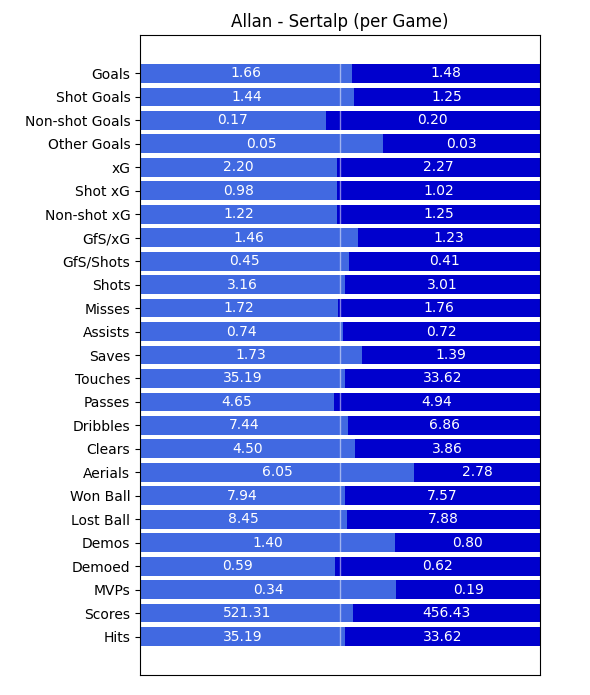 Allan - Sertalp (per Game)
Goals 1.66 1.48
Shot Goals 1.44 1.25
Non-shot Goals 0.17 0.20
Other Goals 0.05 0.03
xG 2.20 2.27
Shot xG 0.98 1.02
Non-shot xG 1.22 1.25
GfS/xG 1.46 1.23
GfS/Shots 0.45 0.41
Shots 3.16 3.01
Misses 1.72 1.76
Assists 0.74 0.72
Saves 1.73 1.39
Touches 35.19 33.62
Passes 4.65 4.94
Dribbles 7.44 6.86
Clears 4.50 3.86
Aerials 6.05 2.78
Won Ball 7.94 7.57
Lost Ball 8.45 7.88
Demos 1.40 0.80
Demoed 0.59 0.62
MVPs 0.34 0.19
Scores 521.31 456.43
Hits 35.19 33.62